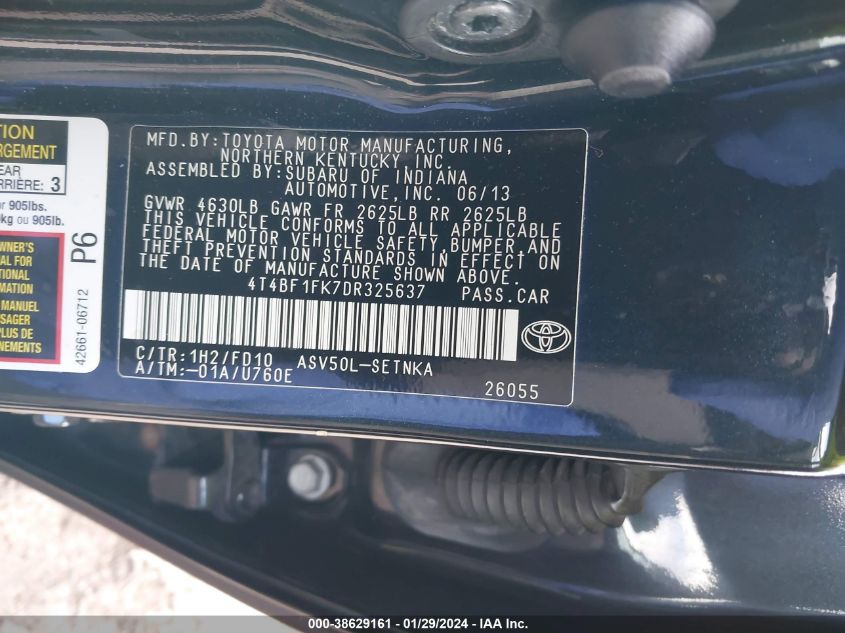 TION
RGEMENT
EAR
RRIÈRE: 3
or 905lbs.
kg ou 905lb.
OWNER'S
AL FOR
TIONAL
MATION
MANUEL
SAGER
PLUS DE
NEMENTS
P6
42661-06712
MFD.BY:TOYOTA MOTOR MANUFACTURING,
NORTHERN KENTUCKY INC.
ASSEMBLED BY:SUBARU OF INDIANA
AUTOMOTIVE,INC. 06/13
GVWR 4630LB GAWR FR 2625LB RR 2625LB
THIS VEHICLE CONFORMS TO ALL APPLICABLE
FEDERAL MOTOR VEHICLE SAFETY,BUMPER,AND
THEFT PREVENTION STANDARDS IN EFFECT ON
THE DATE OF MANUFACTURE SHOWN ABOVE.
4T4BF1FK7DR325637 PASS.CAR
C/TR:1H2/FD10 ASV50L-SETNKA
A/TM:-01A/U760E
26055
000-38629161 - 01/29/2024 - IAA Inc.